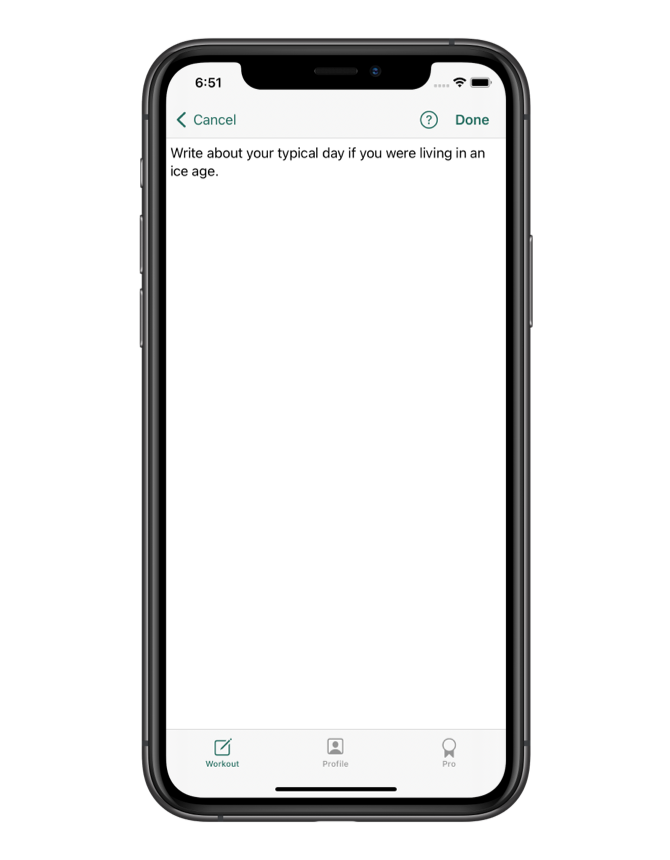 6:51
Cancel
Done
Write about your typical day if you were living in an
ice age.
Workout
Profile
Pro